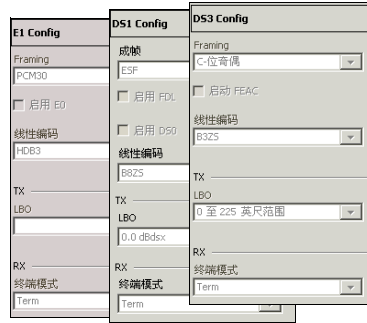 E1 Config
Framing
PCM30
启用 E0
线性编码
HDB3
TX
LBO
RX
终端模式
Term
DS1 Config
成帧
ESF
启用 FDL
启用 DS0
线性编码
B8ZS
TX
LBO
0.0 dBdsx
RX
终端模式
Term
DS3 Config
Framing
C-位奇偶
启动 FEAC
线性编码
B3ZS
TX
LBO
0 至 225 英尺范围
RX
终端模式
Term